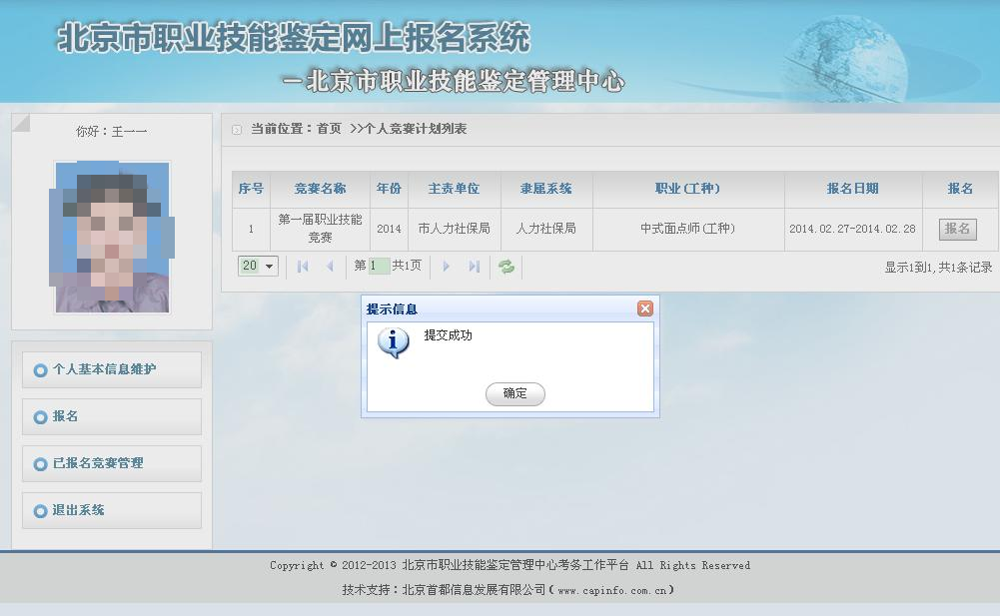 北京市职业技能鉴定网上报名系统
—北京市职业技能鉴定管理中心
你好：王一一
当前位置：首页 >>个人竞赛计划列表
序号 竞赛名称 年份 主责单位 隶属系统 职业(工种) 报名日期 报名
1 第一届职业技能竞赛 2014 市人力社保局 人力社保局 中式面点师(工种) 2014.02.27-2014.02.28 报名
20 第 1 共1页 显示1到1,共1条记录
提示信息
提交成功
确定
个人基本信息维护
报名
已报名竞赛管理
退出系统
Copyright © 2012-2013 北京市职业技能鉴定管理中心考务工作平台 All Rights Reserved
技术支持：北京首都信息发展有限公司(www.capinfo.com.cn)